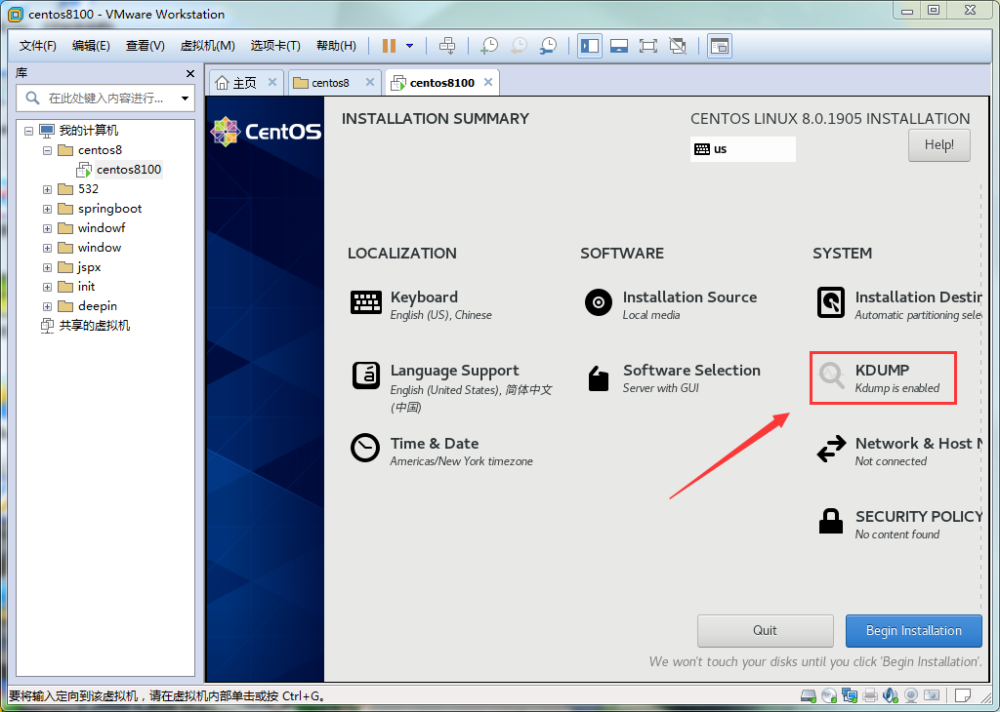 centos8100 - VMware Workstation
文件(F) 编辑(E) 查看(V) 虚拟机(M) 选项卡(T) 帮助(H)
库
在此处键入内容进行...
我的计算机
centos8
centos8100
532
springboot
windowf
window
jspx
init
deepin
共享的虚拟机
主页 centos8 centos8100
CentOS
INSTALLATION SUMMARY
CENTOS LINUX 8.0.1905 INSTALLATION
us
Help!
LOCALIZATION
Keyboard
English (US), Chinese
Language Support
English (United States), 简体中文
(中国)
Time & Date
Americas/New York timezone
SOFTWARE
Installation Source
Local media
Software Selection
Server with GUI
SYSTEM
Installation Destin
Automatic partitioning sele
KDUMP
Kdump is enabled
Network & Host N
Not connected
SECURITY POLICY
No content found
Quit
Begin Installation
We won't touch your disks until you click 'Begin Installation'.
要将输入定向到该虚拟机，请在虚拟机内部单击或按 Ctrl+G。